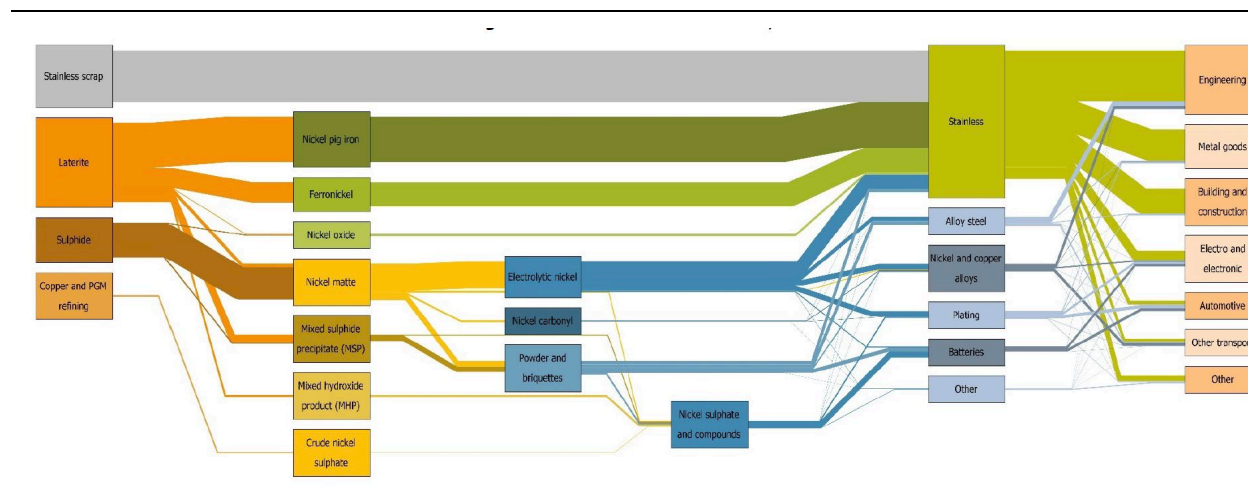 Stainless scrap
Laterite
Sulphide
Copper and PGM
refining
Nickel pig iron
Ferronickel
Nickel oxide
Nickel matte
Mixed sulphide
precipitate (MSP)
Mixed hydroxide
product (MHP)
Crude nickel
sulphate
Electrolytic nickel
Nickel carbonyl
Powder and
briquettes
Nickel sulphate
and compounds
Stainless
Alloy steel
Nickel and copper
alloys
Plating
Batteries
Other
Engineering
Metal goods
Building and
construction
Electro and
electronic
Automotive
Other transport
Other